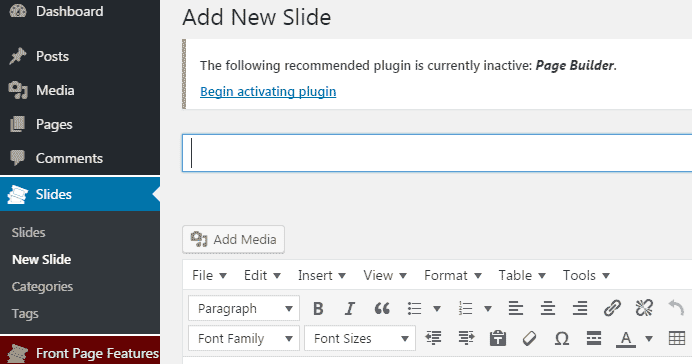 Dashboard
Posts
Media
Pages
Comments
Slides
Slides
New Slide
Categories
Tags
Front Page Features
Add New Slide
The following recommended plugin is currently inactive: Page Builder.
Begin activating plugin
Add Media
File Edit Insert View Format Table Tools
Paragraph B I
Font Family Font Sizes Ω A